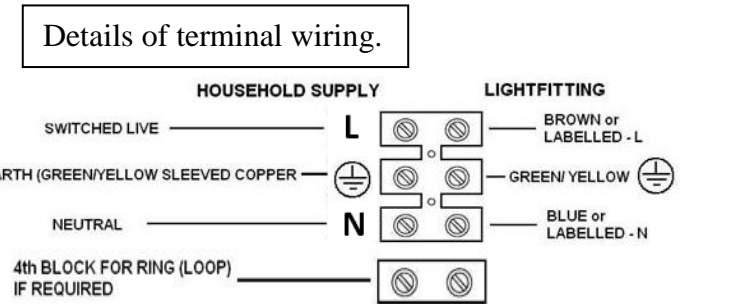 Details of terminal wiring.
HOUSEHOLD SUPPLY LIGHTFITTING
SWITCHED LIVE L BROWN or
LABELLED - L
ARTH (GREEN/YELLOW SLEEVED COPPER GREEN/ YELLOW
NEUTRAL N BLUE or
LABELLED - N
4th BLOCK FOR RING (LOOP)
IF REQUIRED